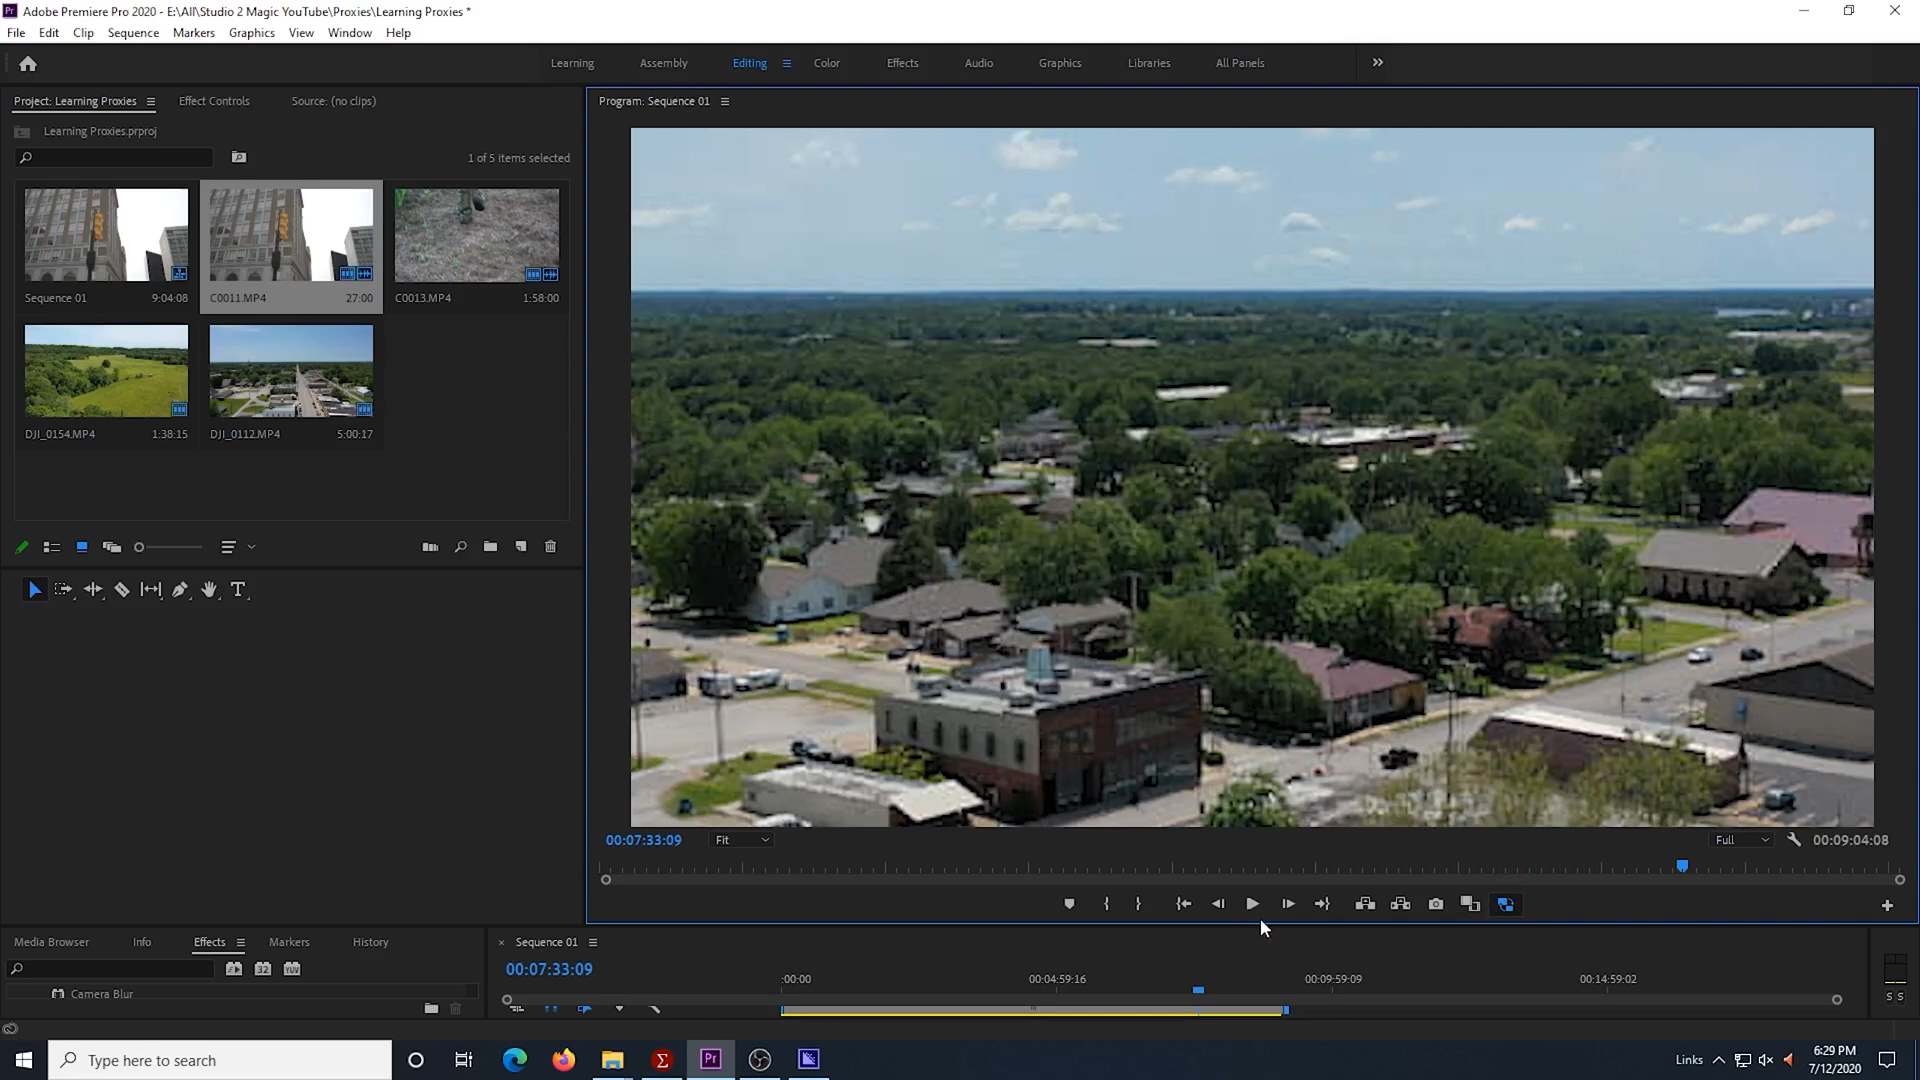 Pr Adobe Premiere Pro 2020 - E:\All\Studio 2 Magic YouTube\Proxies\Learning Proxies *
File Edit Clip Sequence Markers Graphics View Window Help
Learning Assembly Editing Color Effects Audio Graphics Libraries All Panels
Project: Learning Proxies Effect Controls Source: (no clips)
Program: Sequence 01
Learning Proxies.prproj
1 of 5 items selected
Sequence 01 9:04:08
C0011.MP4 27:00
C0013.MP4 1:58:00
DJI_0154.MP4 1:38:15
DJI_0112.MP4 5:00:17
00:07:33:09 Fit Full 00:09:04:08
Media Browser Info Effects Markers History
Sequence 01
32 YUV
00:07:33:09
:00:00 00:04:59:16 00:09:59:09 00:14:59:02
Camera Blur
S S
Type here to search
Pr
Links
6:29 PM
7/12/2020